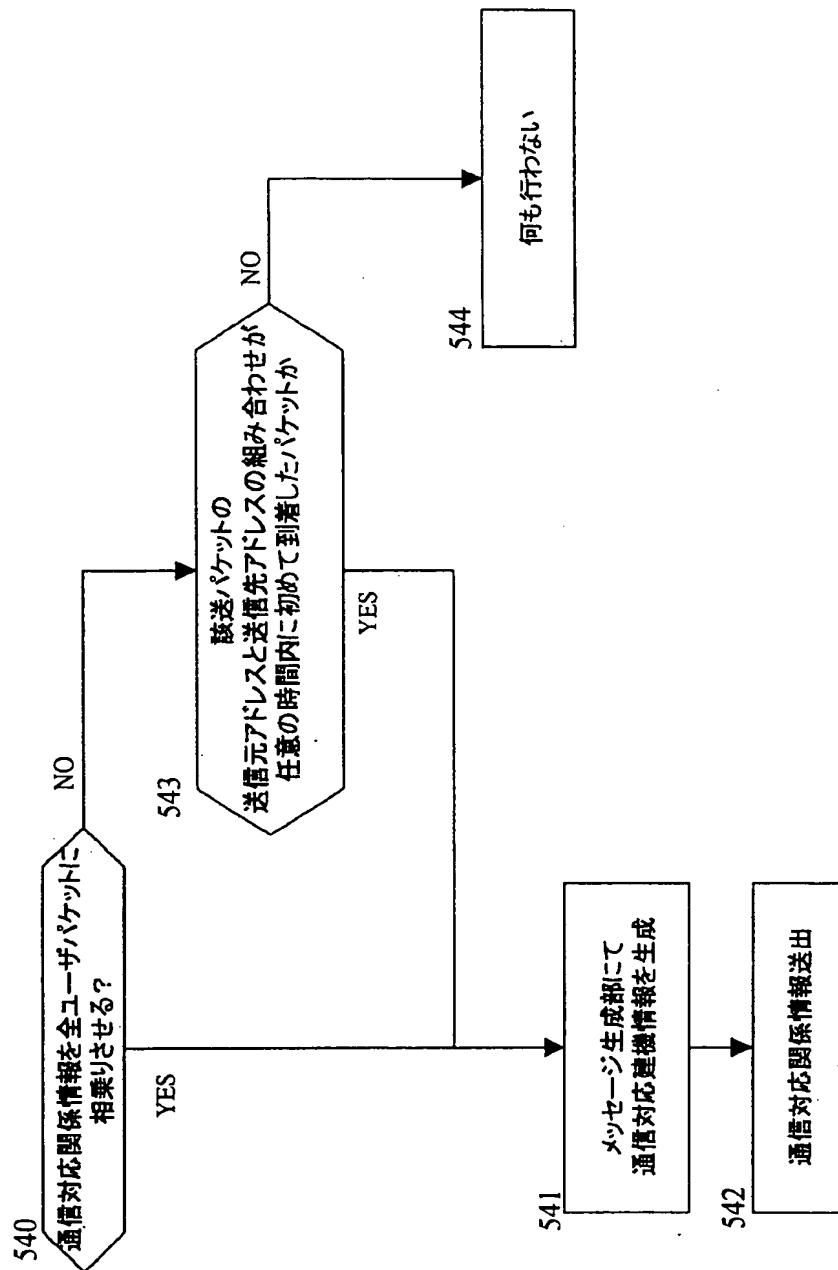 540
通信対応関係情報を全ユーザパケットに
相乗りさせる?
NO
YES
543
該送パケットの
送信元アドレスと送信先アドレスの組み合わせが
任意の時間内に初めて到着したパケットか
NO
YES
544
何も行わない
541
メッセージ生成部にて
通信対応建機情報を生成
542
通信対応関係情報送出